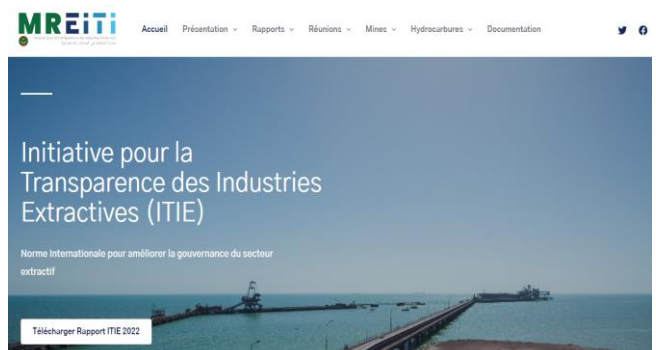 MREiTi
Accueil Présentation Rapports Réunions Mines Hydrocarbures Documentation
Initiative pour la
Transparence des Industries
Extractives (ITIE)
Norme Internationale pour améliorer la gouvernance du secteur
extractif
Télécharger Rapport ITIE 2022